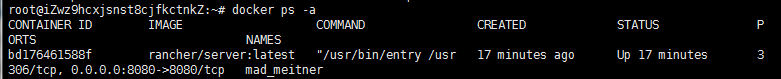 root@iZwz9hcxjsnst8cjfkctnkZ:~# docker ps -a
CONTAINER ID        IMAGE                   COMMAND                  CREATED             STATUS              P
ORTS                              NAMES
bd176461588f        rancher/server:latest   "/usr/bin/entry /usr   17 minutes ago      Up 17 minutes       3
306/tcp, 0.0.0.0:8080->8080/tcp   mad_meitner